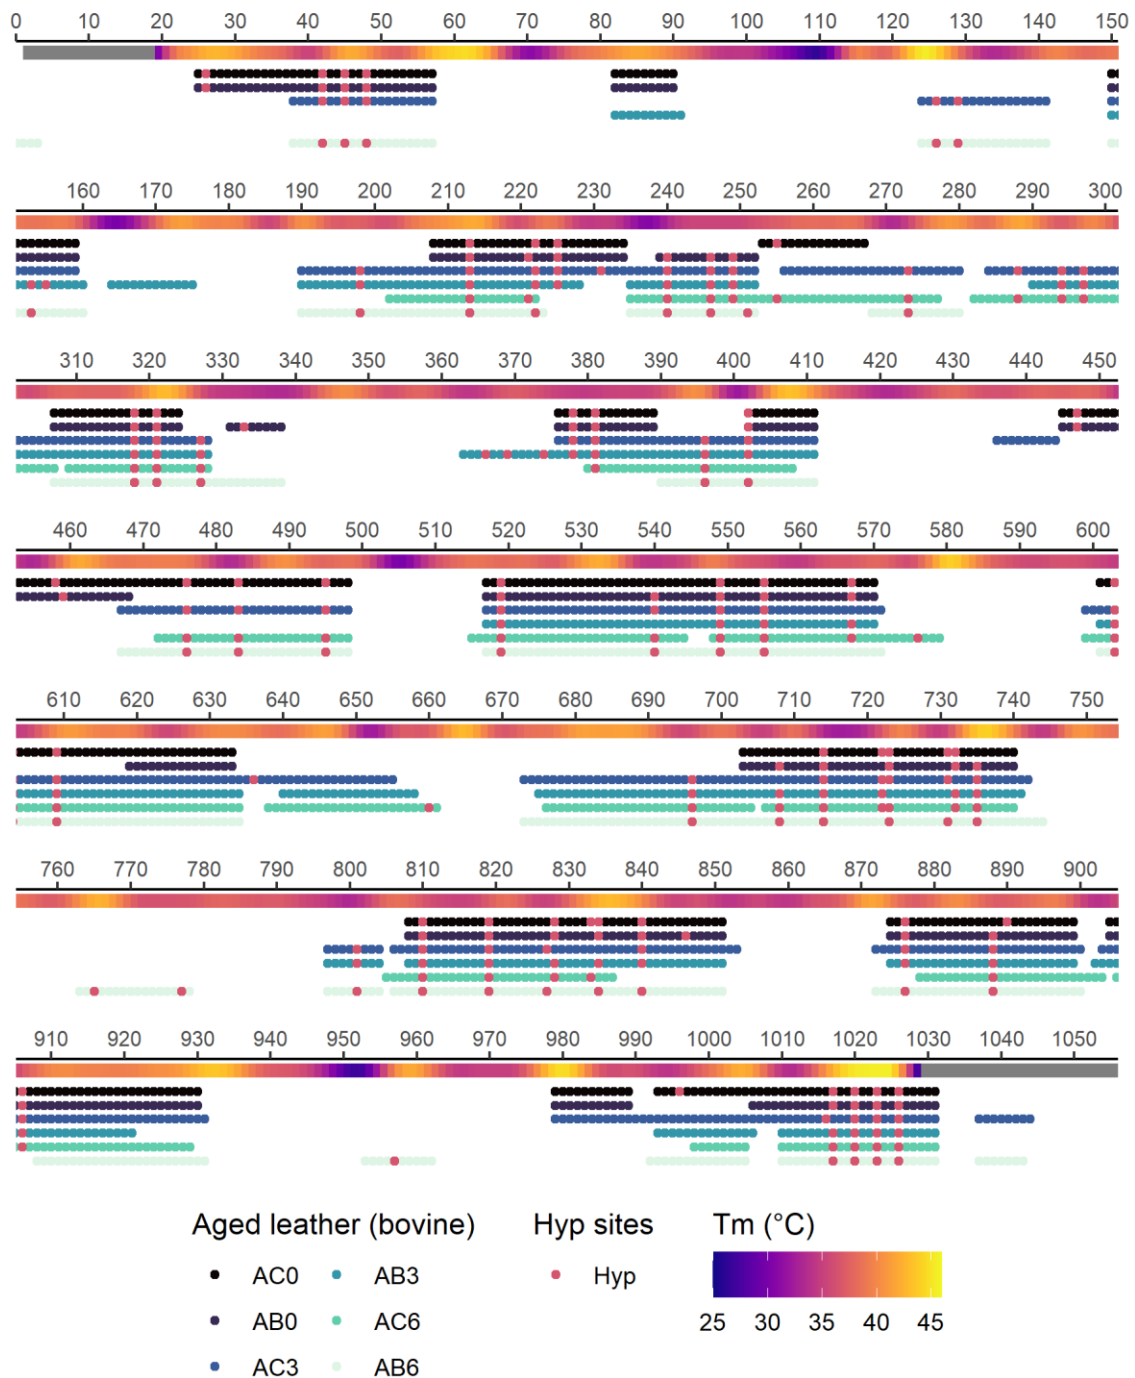 0 10 20 30 40 50 60 70 80 90 100 110 120 130 140 150
160 170 180 190 200 210 220 230 240 250 260 270 280 290 300
310 320 330 340 350 360 370 380 390 400 410 420 430 440 450
460 470 480 490 500 510 520 530 540 550 560 570 580 590 600
610 620 630 640 650 660 670 680 690 700 710 720 730 740 750
760 770 780 790 800 810 820 830 840 850 860 870 880 890 900
910 920 930 940 950 960 970 980 990 1000 1010 1020 1030 1040 1050
Aged leather (bovine) Hyp sites Tm (°C)
AC0 AB3 Hyp
AB0 AC6 25 30 35 40 45
AC3 AB6